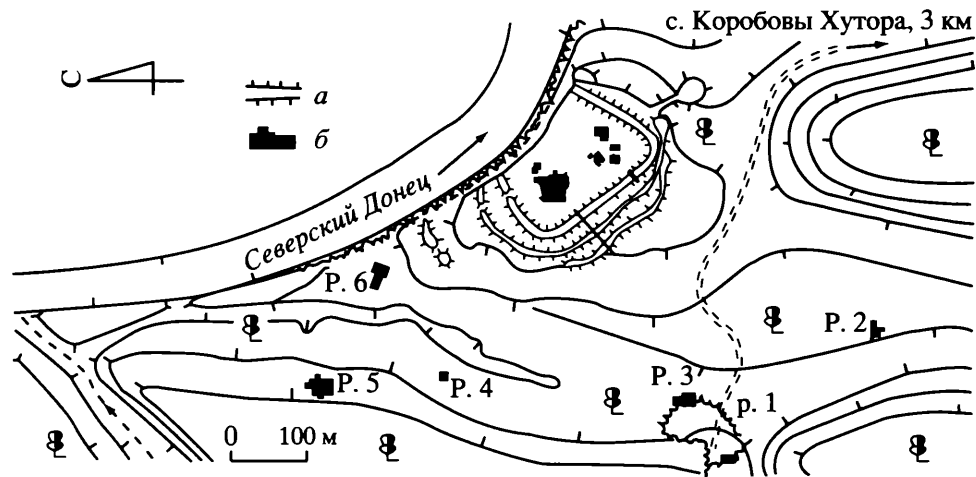 с. Коробовы Хутора, 3 км
С
а
б
Северский Донец
Р. 6
Р. 2
Р. 5
Р. 4
Р. 3
р. 1
0 100 м